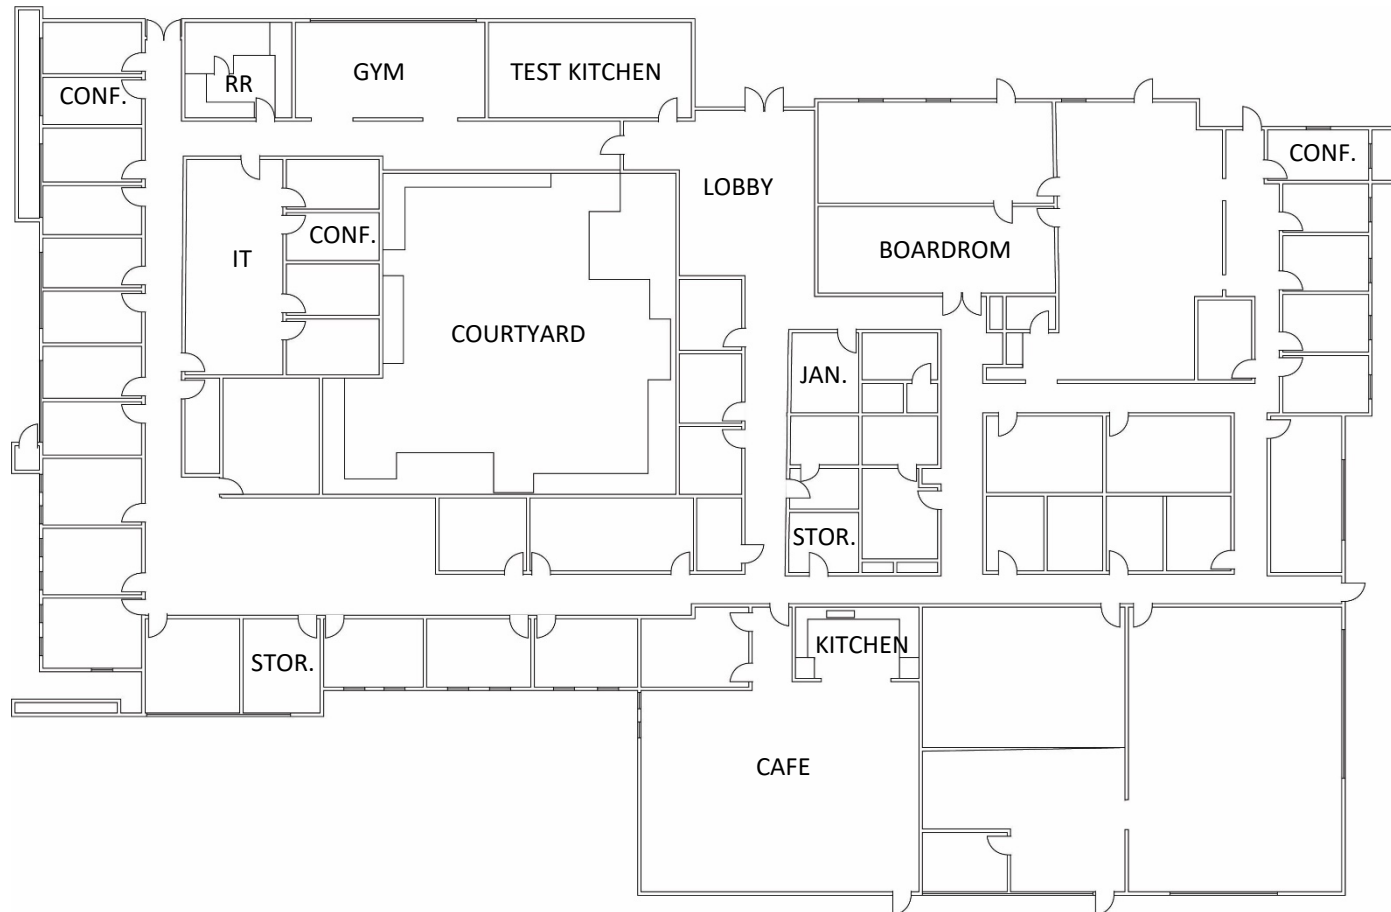 GYM
TEST KITCHEN
RR
CONF.
CONF.
LOBBY
CONF.
BOARDROM
IT
COURTYARD
JAN.
STOR.
KITCHEN
STOR.
CAFE